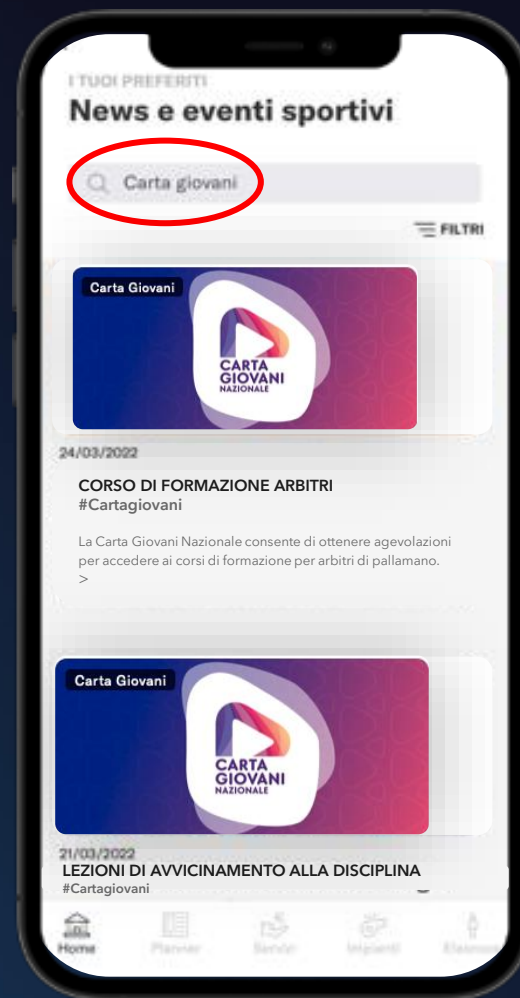 I TUOI PREFERITI
News e eventi sportivi
Carta giovani
FILTRI
Carta Giovani
CARTA
GIOVANI
NAZIONALE
24/03/2022
CORSO DI FORMAZIONE ARBITRI
#Cartagiovani
La Carta Giovani Nazionale consente di ottenere agevolazioni
per accedere ai corsi di formazione per arbitri di pallamano.
>
Carta Giovani
CARTA
GIOVANI
NAZIONALE
21/03/2022
LEZIONI DI AVVICINAMENTO ALLA DISCIPLINA
#Cartagiovani
Home Planner Servizi Impianti